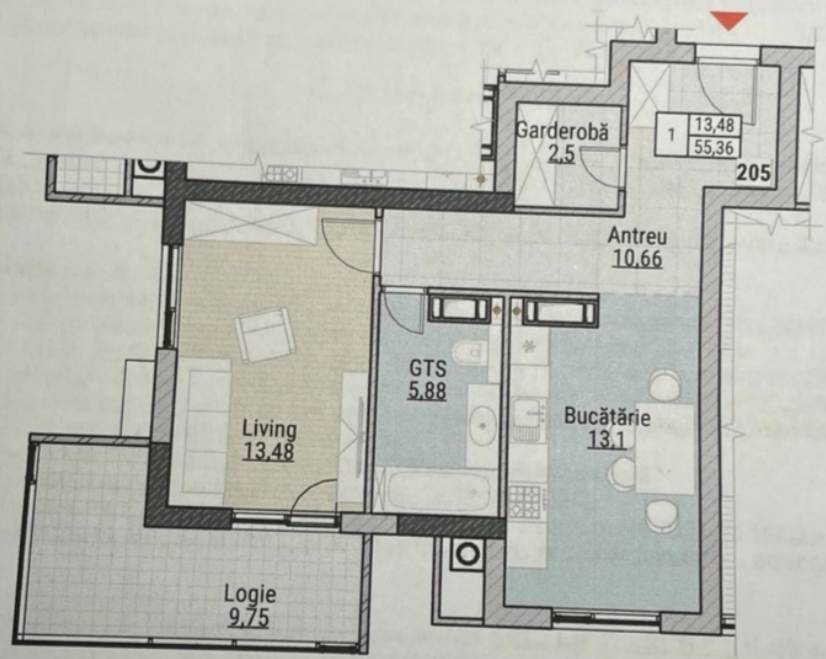 Garderobă
2,5
1
13,48
55,36
205
Antreu
10,66
GTS
5,88
Bucătărie
13,1
Living
13,48
Logie
9,75